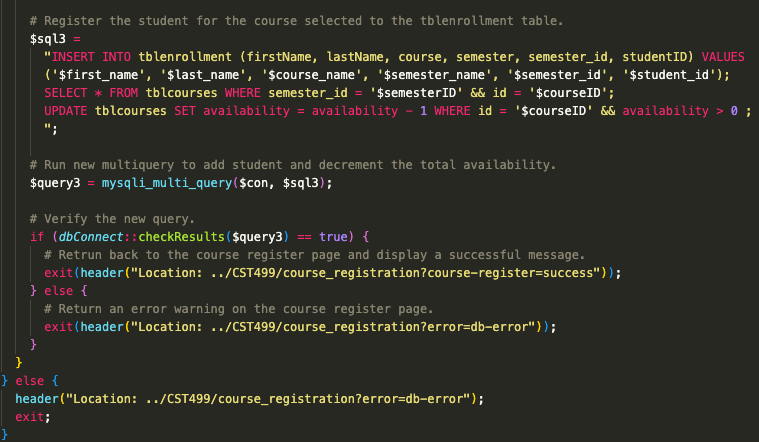 # Register the student for the course selected to the tblenrollment table.
$sql3 =
"INSERT INTO tblenrollment (firstName, lastName, course, semester, semester_id, studentID) VALUES
('$first_name', '$last_name', '$course_name', '$semester_name', '$semester_id', '$student_id');
SELECT * FROM tblcourses WHERE semester_id = '$semesterID' && id = '$courseID';
UPDATE tblcourses SET availability = availability - 1 WHERE id = '$courseID' && availability > 0 ;
";
# Run new multiquery to add student and decrement the total availability.
$query3 = mysqli_multi_query($con, $sql3);
# Verify the new query.
if (dbConnect::checkResults($query3) == true) {
# Retrun back to the course register page and display a successful message.
exit(header("Location: ../CST499/course_registration?course-register=success"));
} else {
# Return an error warning on the course register page.
exit(header("Location: ../CST499/course_registration?error=db-error"));
}
}
} else {
header("Location: ../CST499/course_registration?error=db-error");
exit;
}